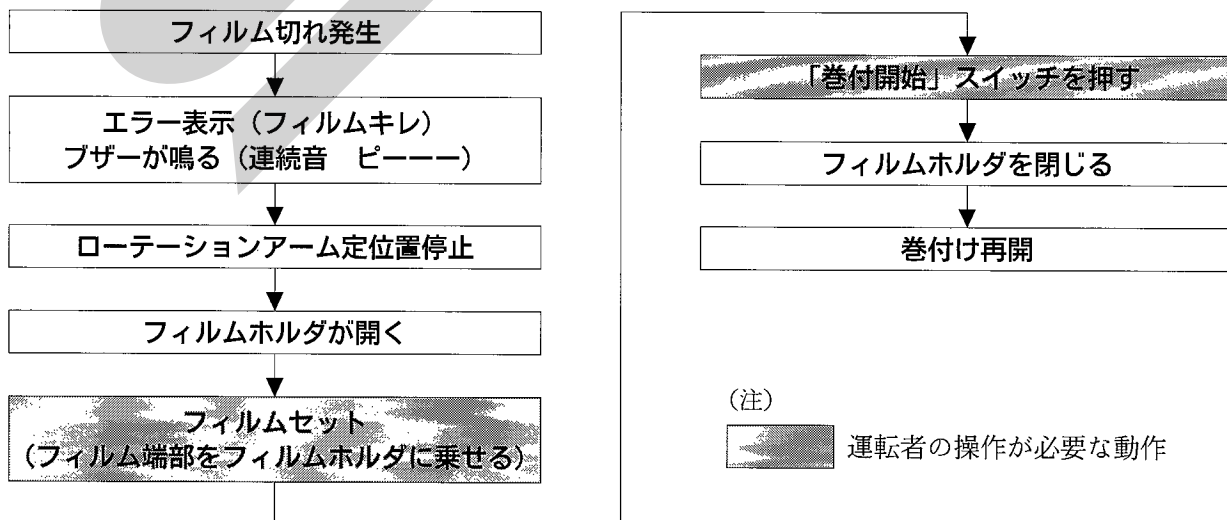 フィルム切れ発生
エラー表示（フィルムキレ）
ブザーが鳴る（連続音　ピーーー）
ローテーションアーム定位置停止
フィルムホルダが開く
フィルムセット
（フィルム端部をフィルムホルダに乗せる）
「巻付開始」スイッチを押す
フィルムホルダを閉じる
巻付け再開
（注）
運転者の操作が必要な動作